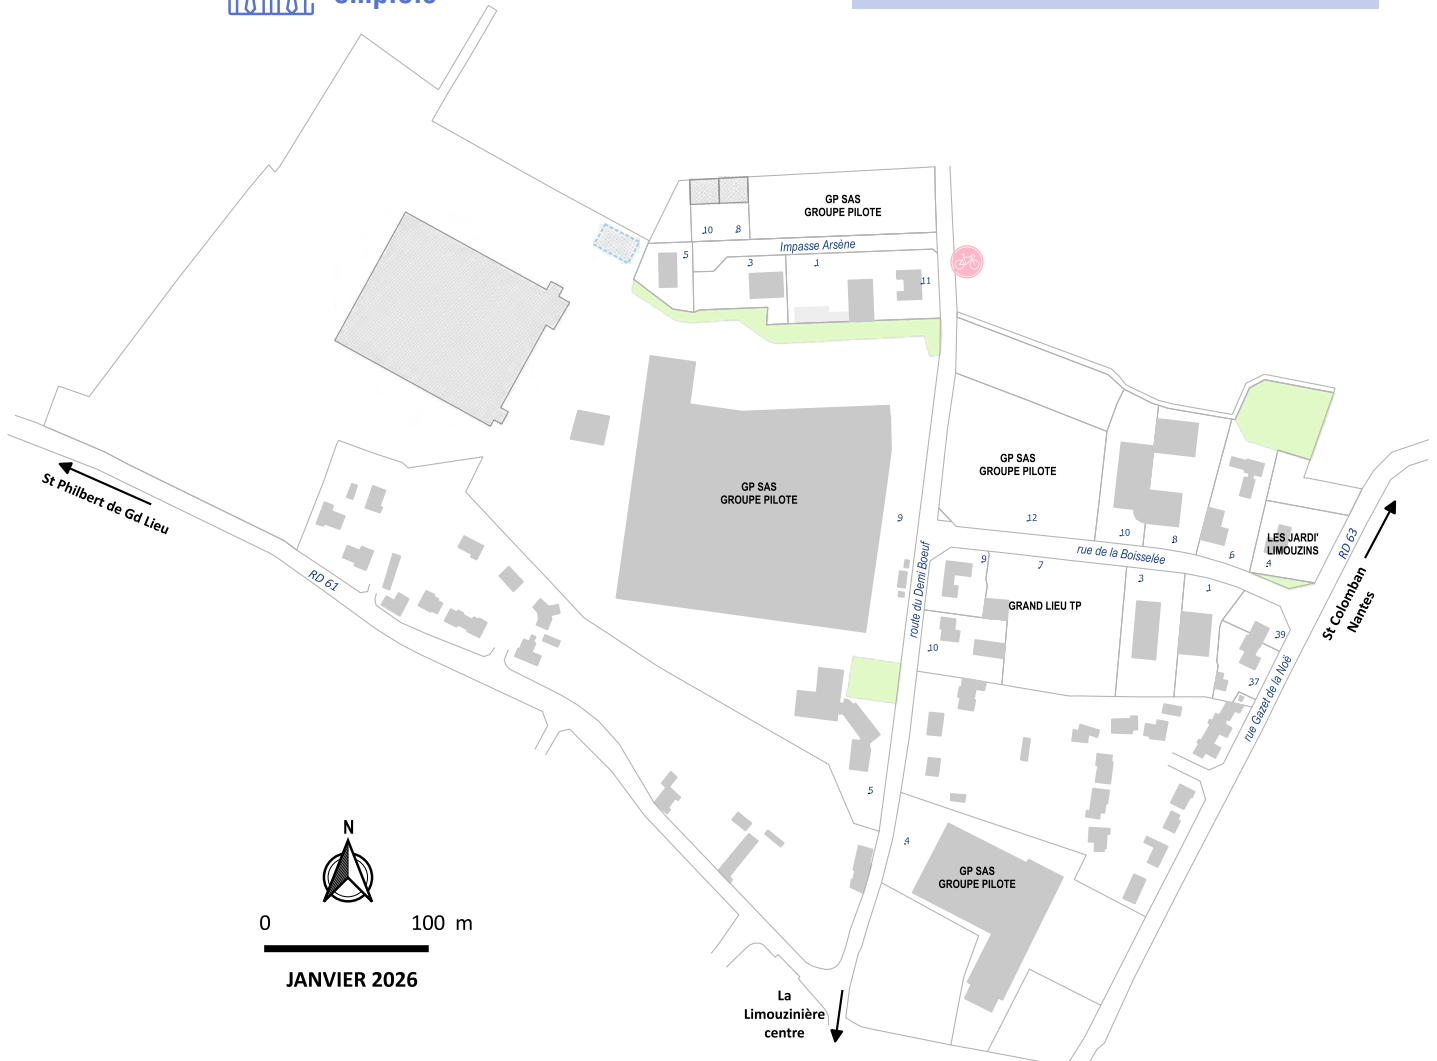 GP SAS
GROUPE PILOTE
10
8
Impasse Arsène
5
3
1
11
GP SAS
GROUPE PILOTE
GP SAS
GROUPE PILOTE
9
12
10
8
6
4
LES JARDI'
LIMOUZINS
RD 63
St Colomban
Nantes
rue de la Boisselée
route du Demi Boeuf
9
7
3
1
GRAND LIEU TP
10
39
37
rue Gazet de la Noë
St Philbert de Gd Lieu
RD 61
5
4
GP SAS
GROUPE PILOTE
N
0 100 m
JANVIER 2026
La
Limouzinière
centre